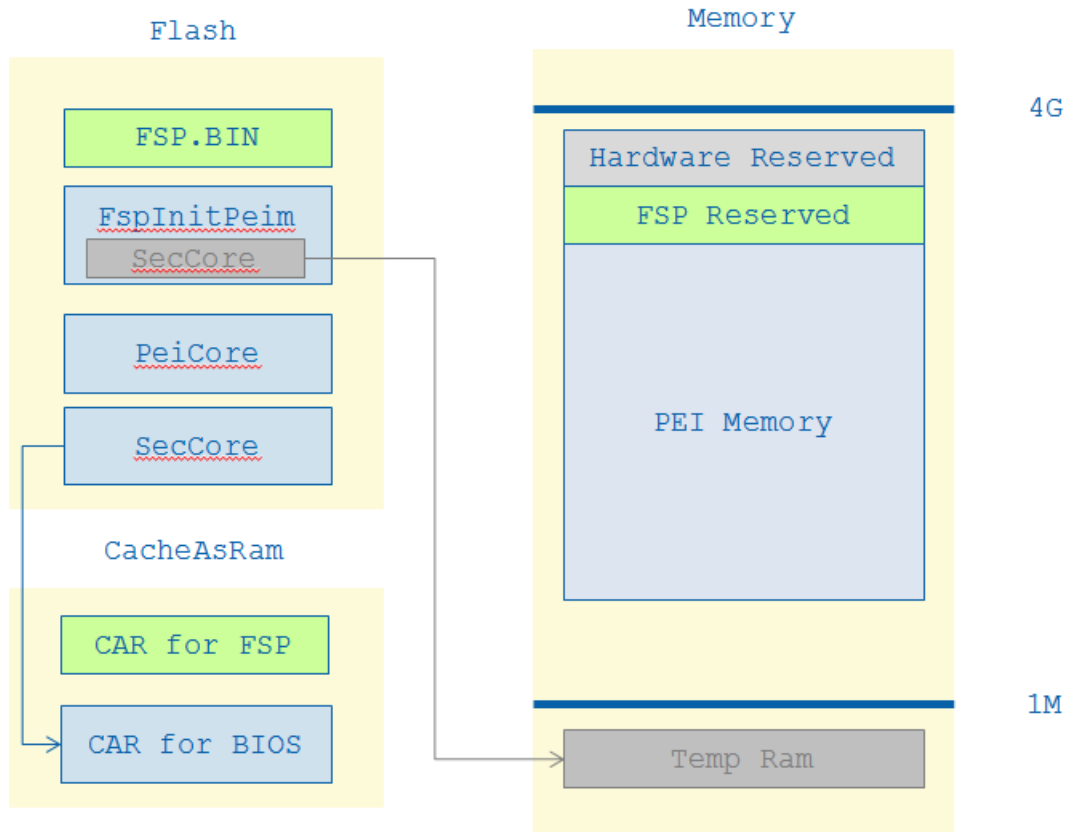 Flash
FSP.BIN
FspInitPeim
SecCore
PeiCore
SecCore
CacheAsRam
CAR for FSP
CAR for BIOS
Memory
4G
Hardware Reserved
FSP Reserved
PEI Memory
1M
Temp Ram